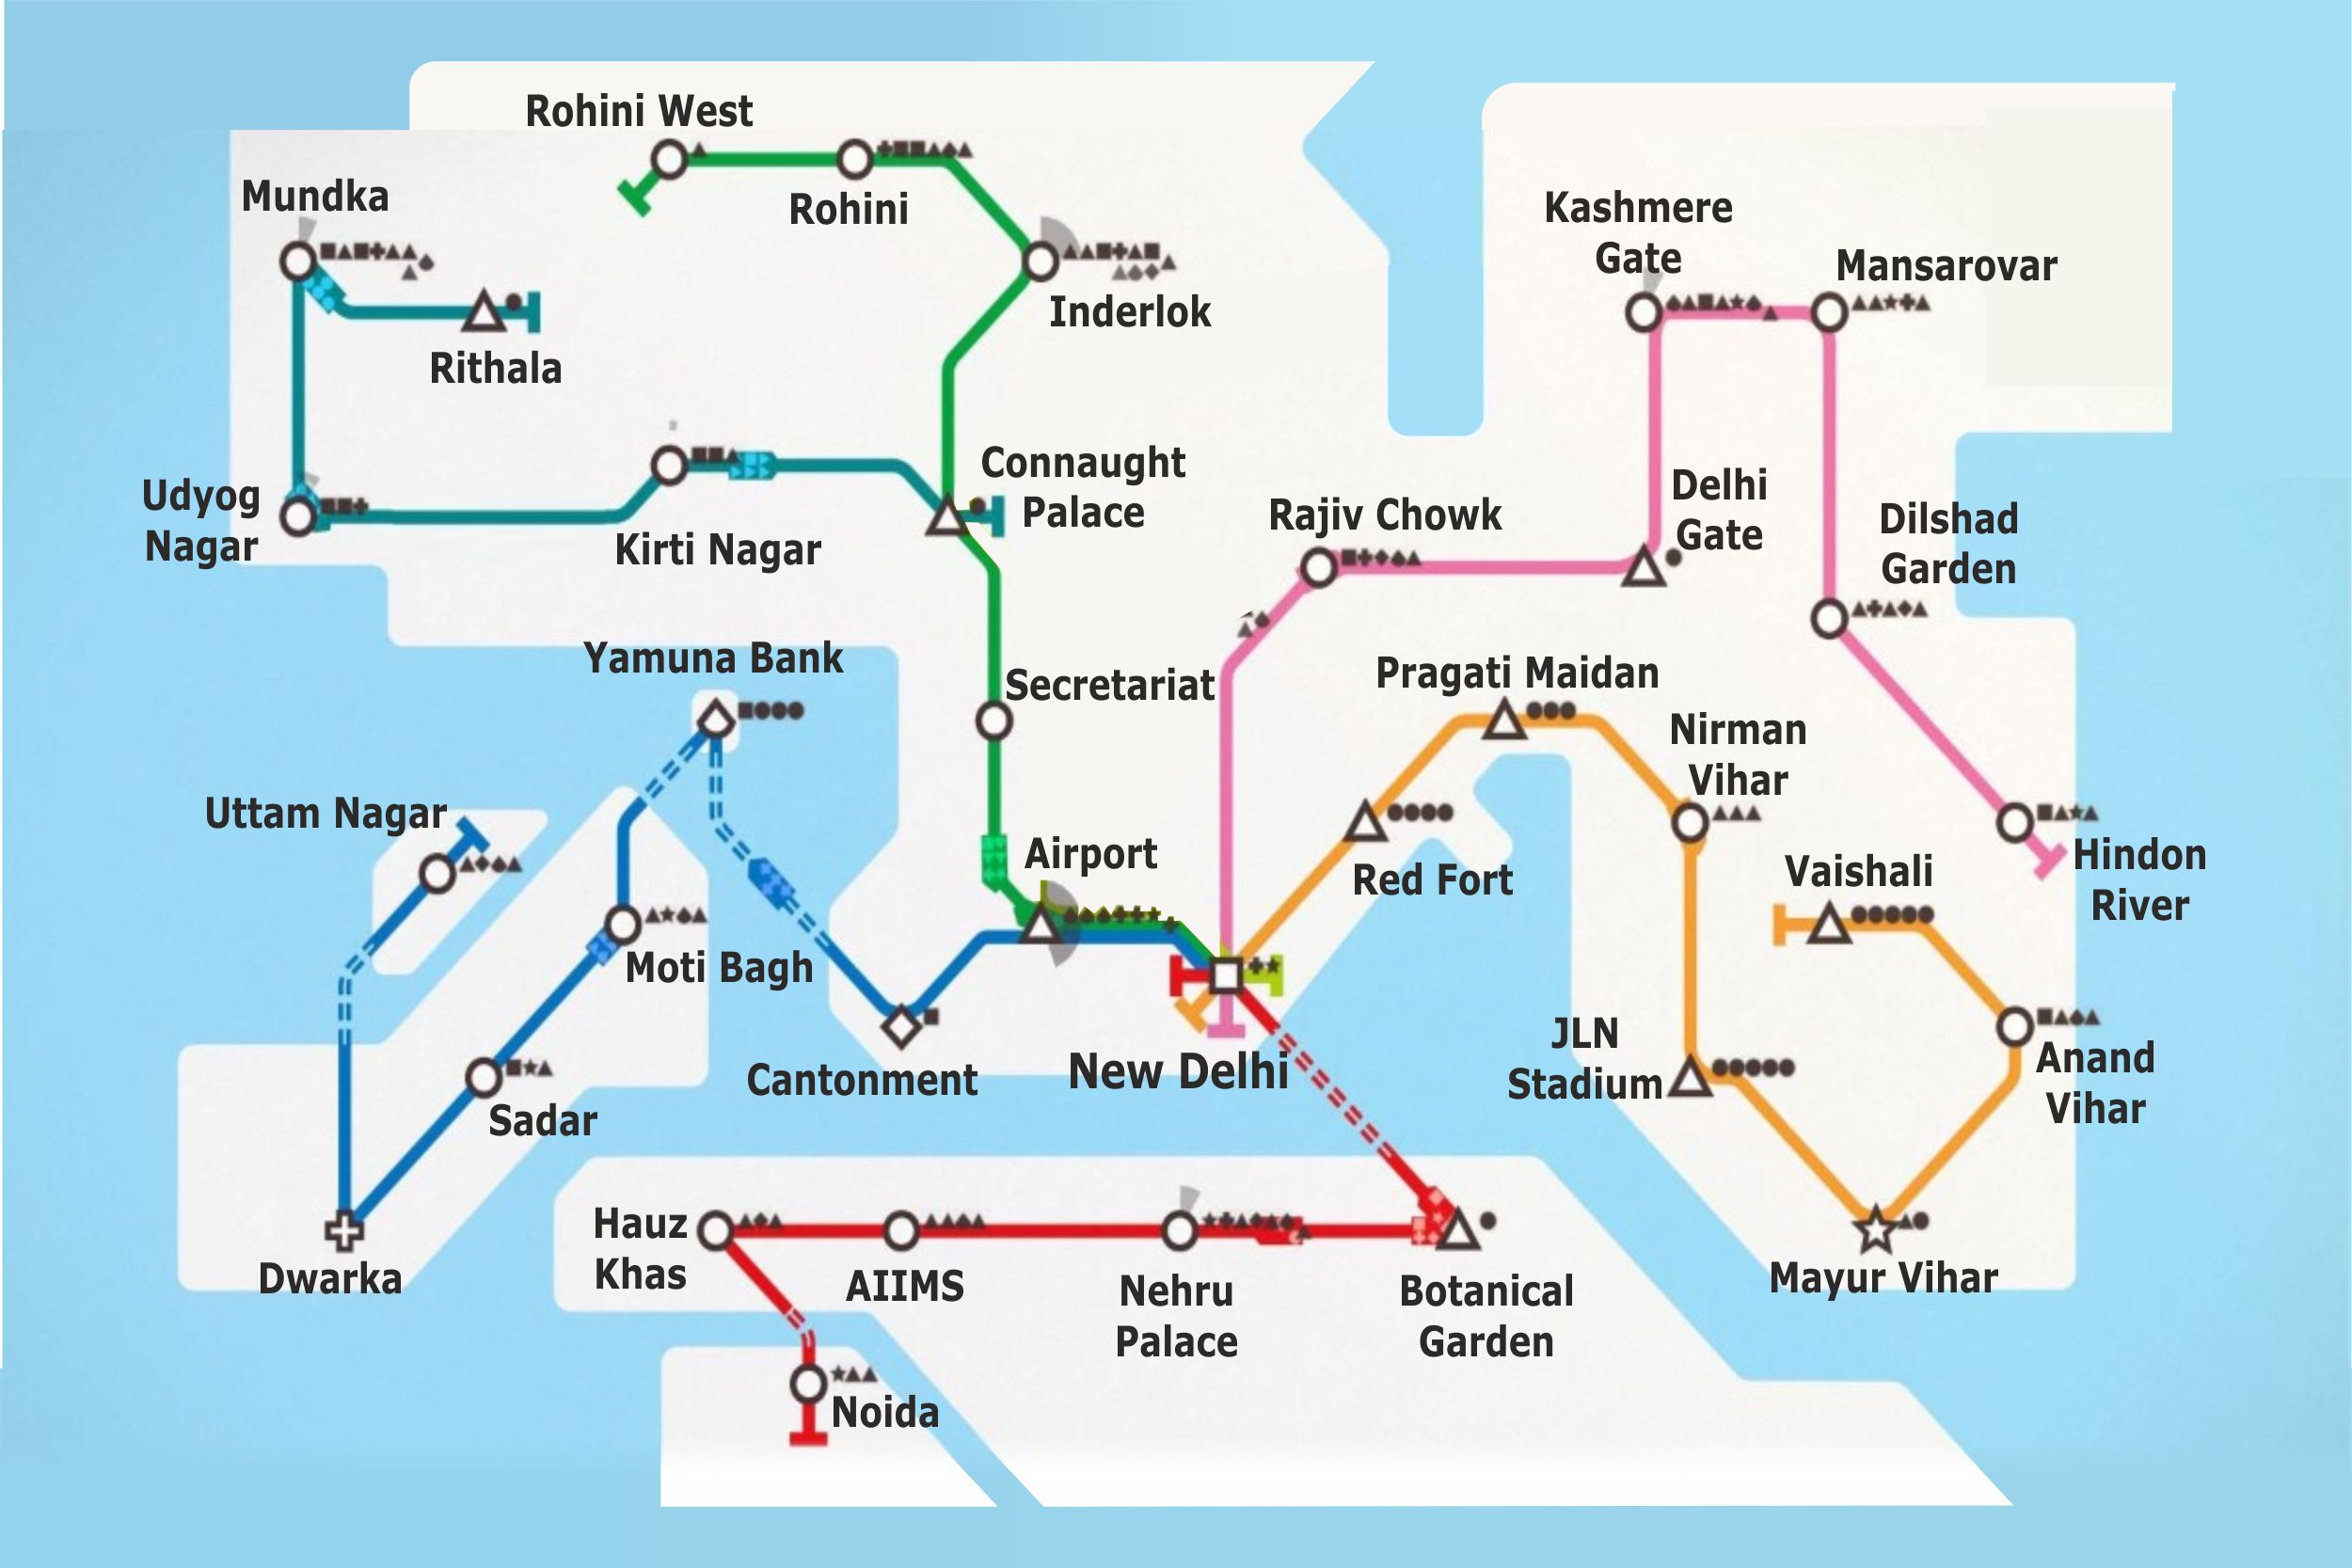 Rohini West
Mundka
Rohini
Kashmere
Gate
Mansarovar
Inderlok
Rithala
Connaught
Palace
Udyog
Nagar
Kirti Nagar
Rajiv Chowk
Delhi
Gate
Dilshad
Garden
Yamuna Bank
Secretariat
Pragati Maidan
Nirman
Vihar
Uttam Nagar
Airport
Red Fort
Vaishali
Hindon
River
Moti Bagh
Cantonment
New Delhi
JLN
Stadium
Anand
Vihar
Sadar
Dwarka
Hauz
Khas
AIIMS
Nehru
Palace
Botanical
Garden
Mayur Vihar
Noida